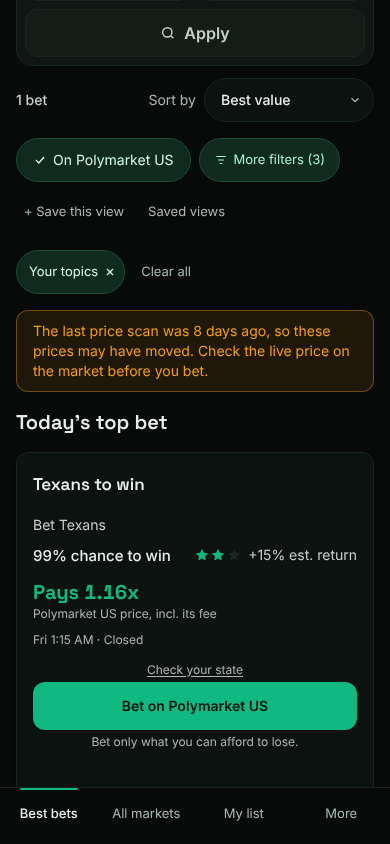 Apply
1 bet
Sort by
Best value
On Polymarket US
More filters (3)
+ Save this view
Saved views
Your topics ×
Clear all
The last price scan was 8 days ago, so these
prices may have moved. Check the live price on
the market before you bet.
Today's top bet
Texans to win
Bet Texans
99% chance to win
+15% est. return
Pays 1.16x
Polymarket US price, incl. its fee
Fri 1:15 AM · Closed
Check your state
Bet on Polymarket US
Bet only what you can afford to lose.
Best bets
All markets
My list
More